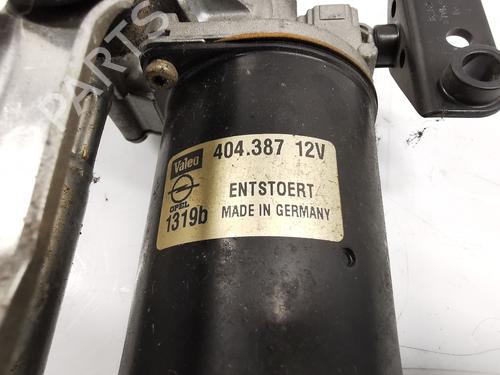 Valeo 404.387 12V
OPEL ENTSTOERT
1319b MADE IN GERMANY
PARTS